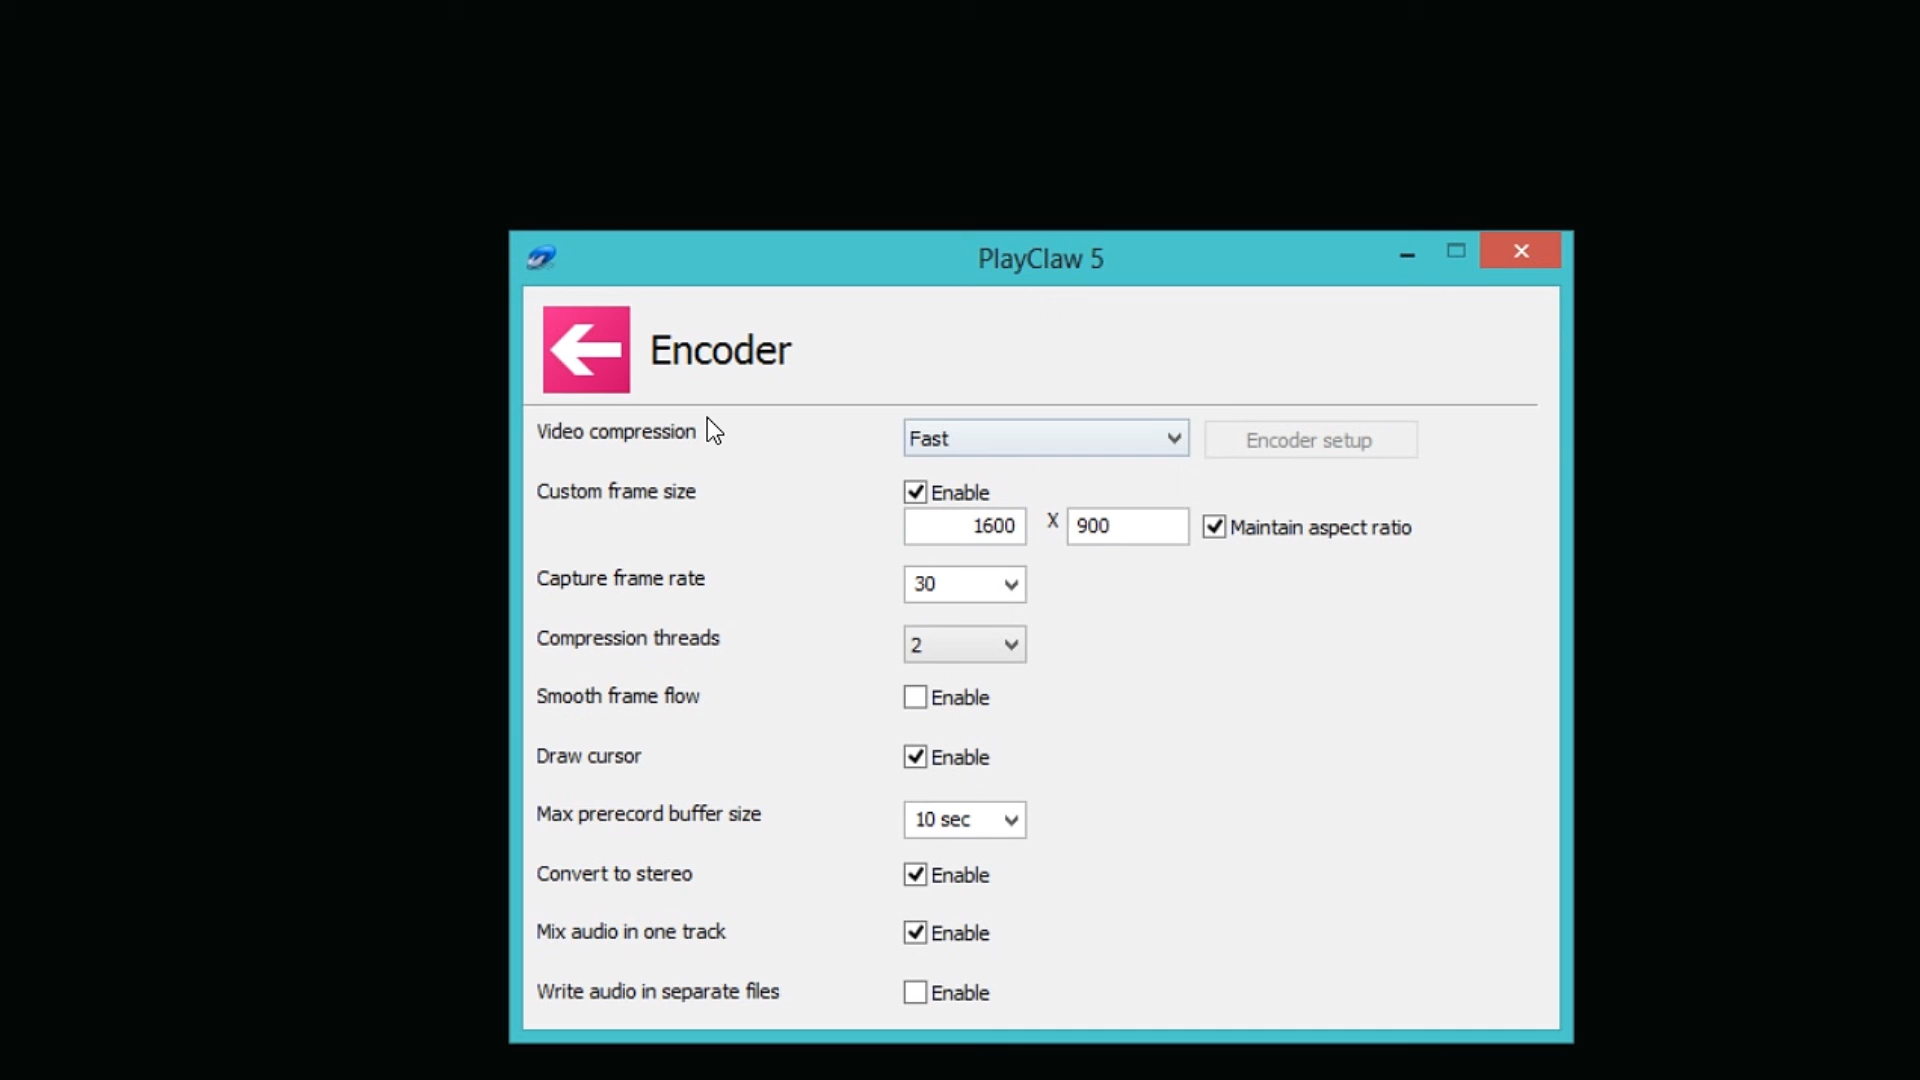 PlayClaw 5
Encoder
Video compression Fast Encoder setup
Custom frame size Enable
1600 X 900 Maintain aspect ratio
Capture frame rate 30
Compression threads 2
Smooth frame flow Enable
Draw cursor Enable
Max prerecord buffer size 10 sec
Convert to stereo Enable
Mix audio in one track Enable
Write audio in separate files Enable